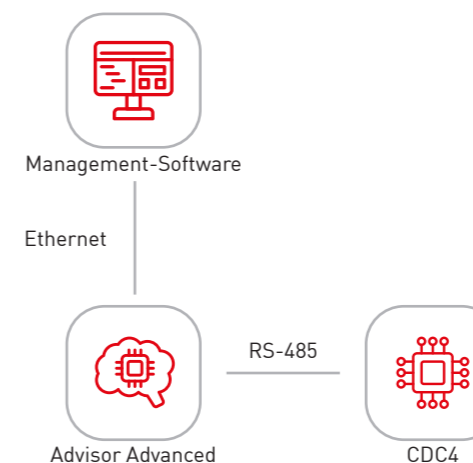 Management-Software
Ethernet
RS-485
Advisor Advanced
CDC4